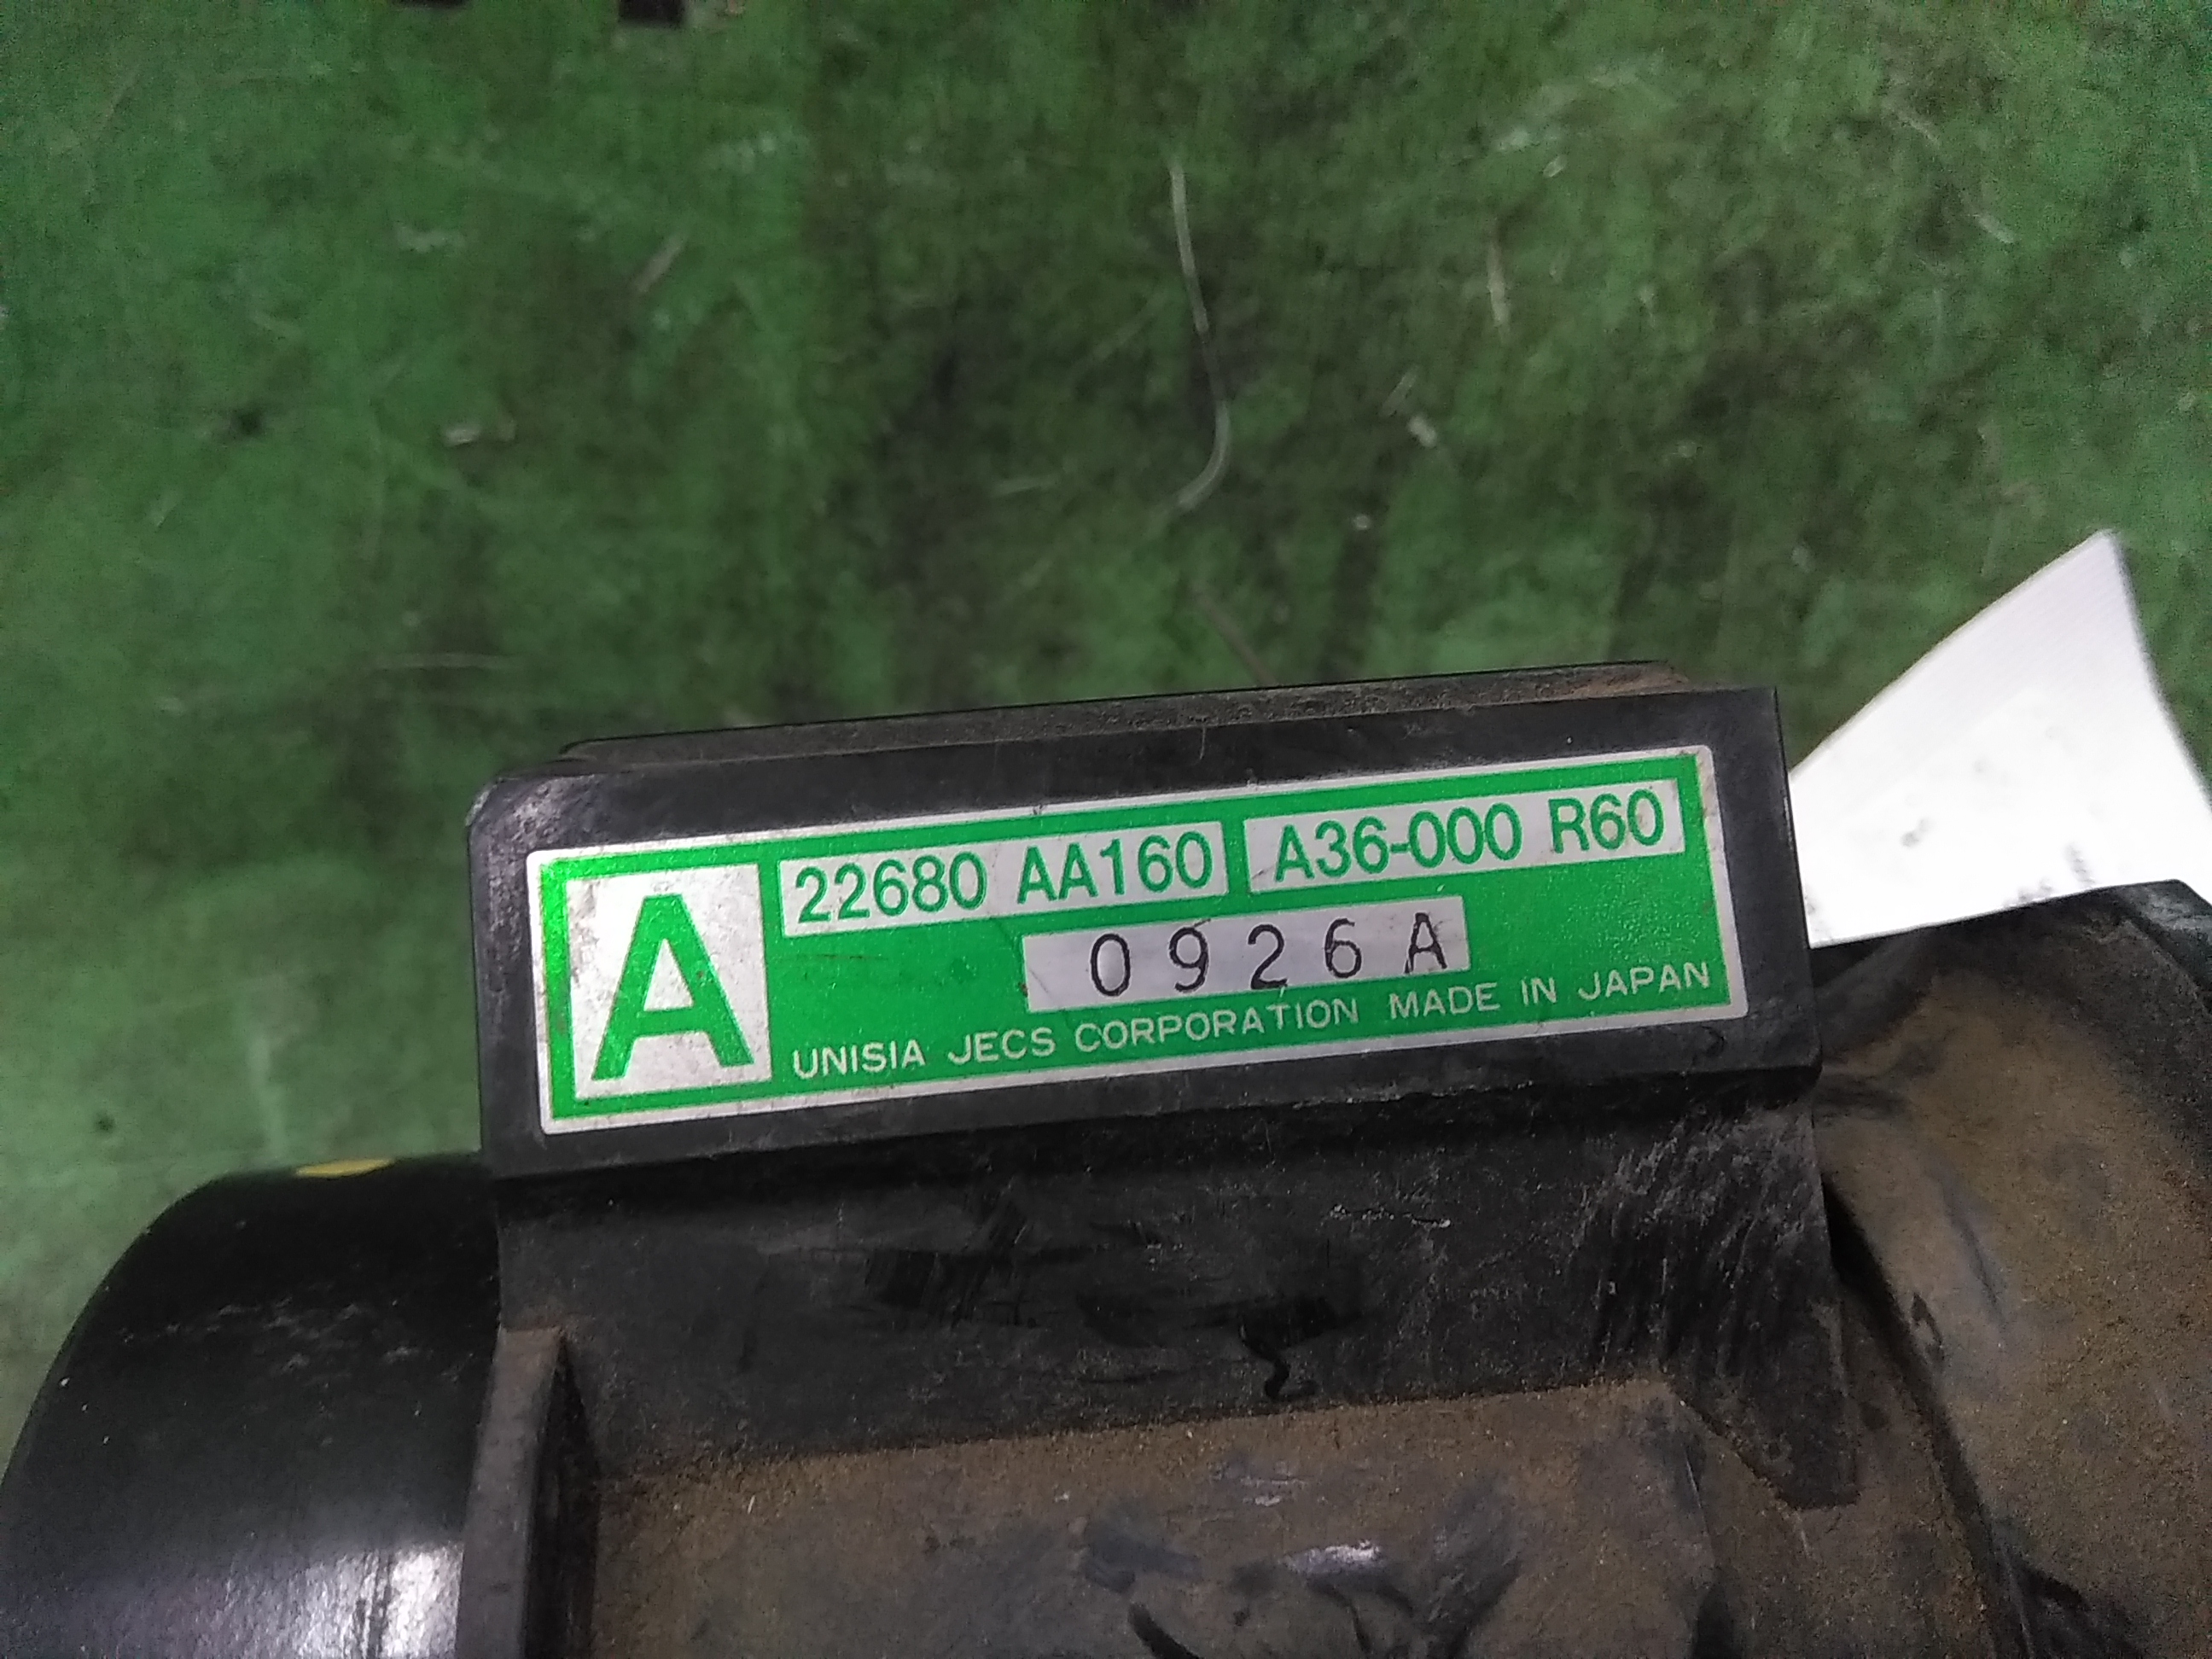 A
22680 AA160 A36-000 R60
0926A
UNISIA JECS CORPORATION MADE IN JAPAN